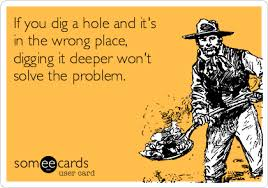 If you dig a hole and it's
in the wrong place,
digging it deeper won't
solve the problem.
someecards
user card